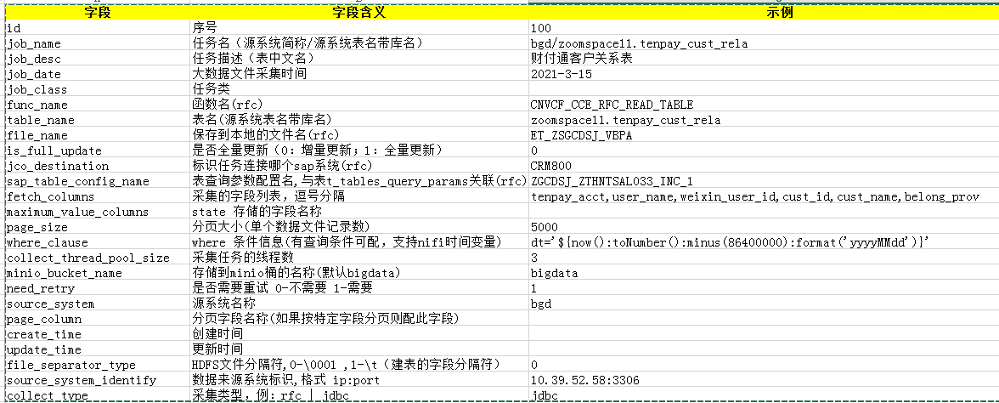 字段 字段含义 示例
id 序号 100
job_name 任务名（源系统简称/源系统表名带库名） bgd/zoomspace11.tenpay_cust_rela
job_desc 任务描述（表中文名） 财付通客户关系表
job_date 大数据文件采集时间 2021-3-15
job_class 任务类
func_name 函数名(rfc) CNVCF_CCE_RFC_READ_TABLE
table_name 表名(源系统表名带库名) zoomspace11.tenpay_cust_rela
file_name 保存到本地的文件名(rfc) ET_ZSGCDSJ_VBPA
is_full_update 是否全量更新（0：增量更新；1：全量更新） 0
jco_destination 标识任务连接哪个sap系统(rfc) CRM800
sap_table_config_name 表查询参数配置名,与表t_tables_query_params关联(rfc) ZGCDSJ_ZTHNTSAL033_INC_1
fetch_columns 采集的字段列表，逗号分隔 tenpay_acct,user_name,weixin_user_id,cust_id,cust_name,belong_prov
maximum_value_columns state 存储的字段名称
page_size 分页大小(单个数据文件记录数) 5000
where_clause where 条件信息(有查询条件可配，支持nifi时间变量) dt='${now():toNumber():minus(86400000):format('yyyyMMdd')}'
collect_thread_pool_size 采集任务的线程数 3
minio_bucket_name 存储到minio桶的名称(默认bigdata) bigdata
need_retry 是否需要重试 0-不需要 1-需要 1
source_system 源系统名称 bgd
page_column 分页字段名称(如果按特定字段分页则配此字段)
create_time 创建时间
update_time 更新时间
file_separator_type HDFS文件分隔符,0-\0001 ,1-\t（建表的字段分隔符） 0
source_system_identify 数据来源系统标识,格式 ip:port 10.39.52.58:3306
collect_type 采集类型，例：rfc | jdbc jdbc